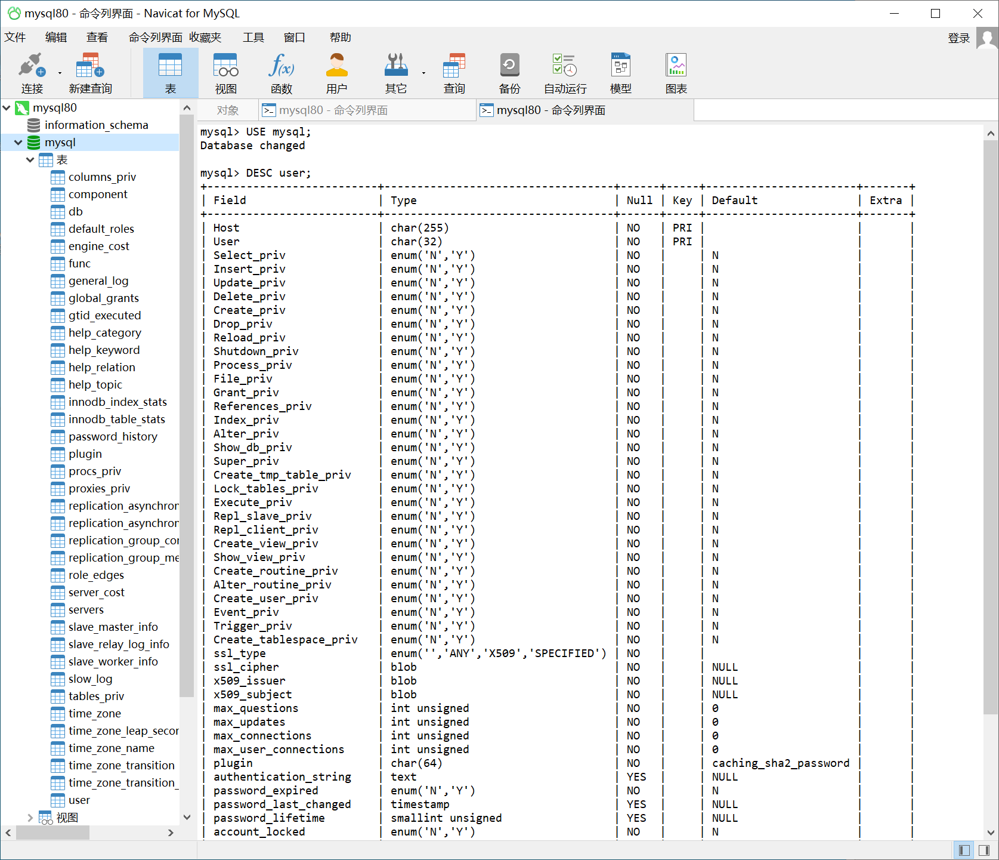 mysql80 - 命令列界面 - Navicat for MySQL
文件 编辑 查看 命令列界面 收藏夹 工具 窗口 帮助 登录
连接 新建查询 表 视图 函数 用户 其它 查询 备份 自动运行 模型 图表
f(x)
mysql80
information_schema
mysql
表
columns_priv
component
db
default_roles
engine_cost
func
general_log
global_grants
gtid_executed
help_category
help_keyword
help_relation
help_topic
innodb_index_stats
innodb_table_stats
password_history
plugin
procs_priv
proxies_priv
replication_asynchron
replication_asynchron
replication_group_cor
replication_group_me
role_edges
server_cost
servers
slave_master_info
slave_relay_log_info
slave_worker_info
slow_log
tables_priv
time_zone
time_zone_leap_secor
time_zone_name
time_zone_transition
time_zone_transition_
user
视图
对象 mysql80 - 命令列界面 mysql80 - 命令列界面
mysql> USE mysql;
Database changed
mysql> DESC user;
+--------------------------+-----------------------------------+------+-----+-----------------------+-------+
| Field | Type | Null | Key | Default | Extra |
+--------------------------+-----------------------------------+------+-----+-----------------------+-------+
| Host | char(255) | NO | PRI | | |
| User | char(32) | NO | PRI | | |
| Select_priv | enum('N','Y') | NO | | N | |
| Insert_priv | enum('N','Y') | NO | | N | |
| Update_priv | enum('N','Y') | NO | | N | |
| Delete_priv | enum('N','Y') | NO | | N | |
| Create_priv | enum('N','Y') | NO | | N | |
| Drop_priv | enum('N','Y') | NO | | N | |
| Reload_priv | enum('N','Y') | NO | | N | |
| Shutdown_priv | enum('N','Y') | NO | | N | |
| Process_priv | enum('N','Y') | NO | | N | |
| File_priv | enum('N','Y') | NO | | N | |
| Grant_priv | enum('N','Y') | NO | | N | |
| References_priv | enum('N','Y') | NO | | N | |
| Index_priv | enum('N','Y') | NO | | N | |
| Alter_priv | enum('N','Y') | NO | | N | |
| Show_db_priv | enum('N','Y') | NO | | N | |
| Super_priv | enum('N','Y') | NO | | N | |
| Create_tmp_table_priv | enum('N','Y') | NO | | N | |
| Lock_tables_priv | enum('N','Y') | NO | | N | |
| Execute_priv | enum('N','Y') | NO | | N | |
| Repl_slave_priv | enum('N','Y') | NO | | N | |
| Repl_client_priv | enum('N','Y') | NO | | N | |
| Create_view_priv | enum('N','Y') | NO | | N | |
| Show_view_priv | enum('N','Y') | NO | | N | |
| Create_routine_priv | enum('N','Y') | NO | | N | |
| Alter_routine_priv | enum('N','Y') | NO | | N | |
| Create_user_priv | enum('N','Y') | NO | | N | |
| Event_priv | enum('N','Y') | NO | | N | |
| Trigger_priv | enum('N','Y') | NO | | N | |
| Create_tablespace_priv | enum('N','Y') | NO | | N | |
| ssl_type | enum('','ANY','X509','SPECIFIED') | NO | | | |
| ssl_cipher | blob | NO | | NULL | |
| x509_issuer | blob | NO | | NULL | |
| x509_subject | blob | NO | | NULL | |
| max_questions | int unsigned | NO | | 0 | |
| max_updates | int unsigned | NO | | 0 | |
| max_connections | int unsigned | NO | | 0 | |
| max_user_connections | int unsigned | NO | | 0 | |
| plugin | char(64) | NO | | caching_sha2_password | |
| authentication_string | text | YES | | NULL | |
| password_expired | enum('N','Y') | NO | | N | |
| password_last_changed | timestamp | YES | | NULL | |
| password_lifetime | smallint unsigned | YES | | NULL | |
| account_locked | enum('N','Y') | NO | | N | |